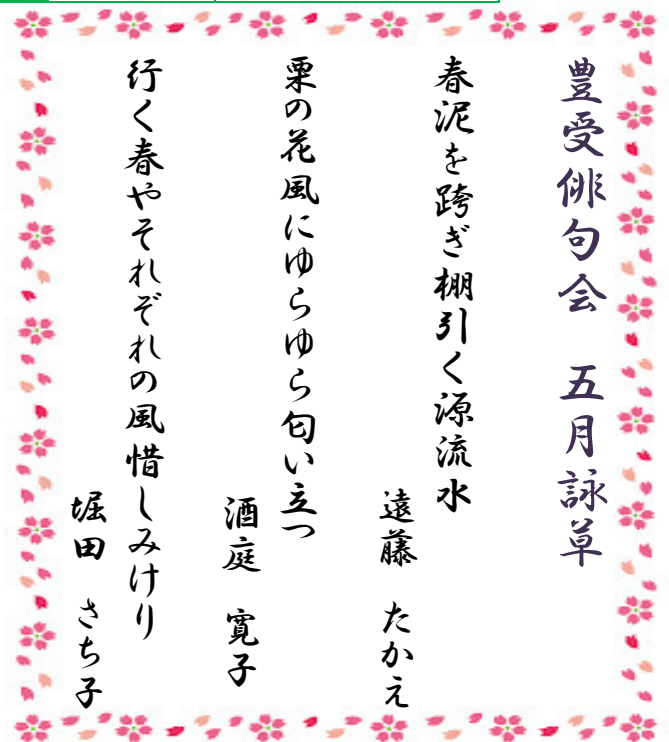 豊受俳句会　五月詠草
春泥を跨ぎ棚引く源流水
遠藤　たかえ
栗の花風にゆらゆら匂い立つ
酒庭　寛子
行く春やそれぞれの風惜しみけり
堀田　さち子